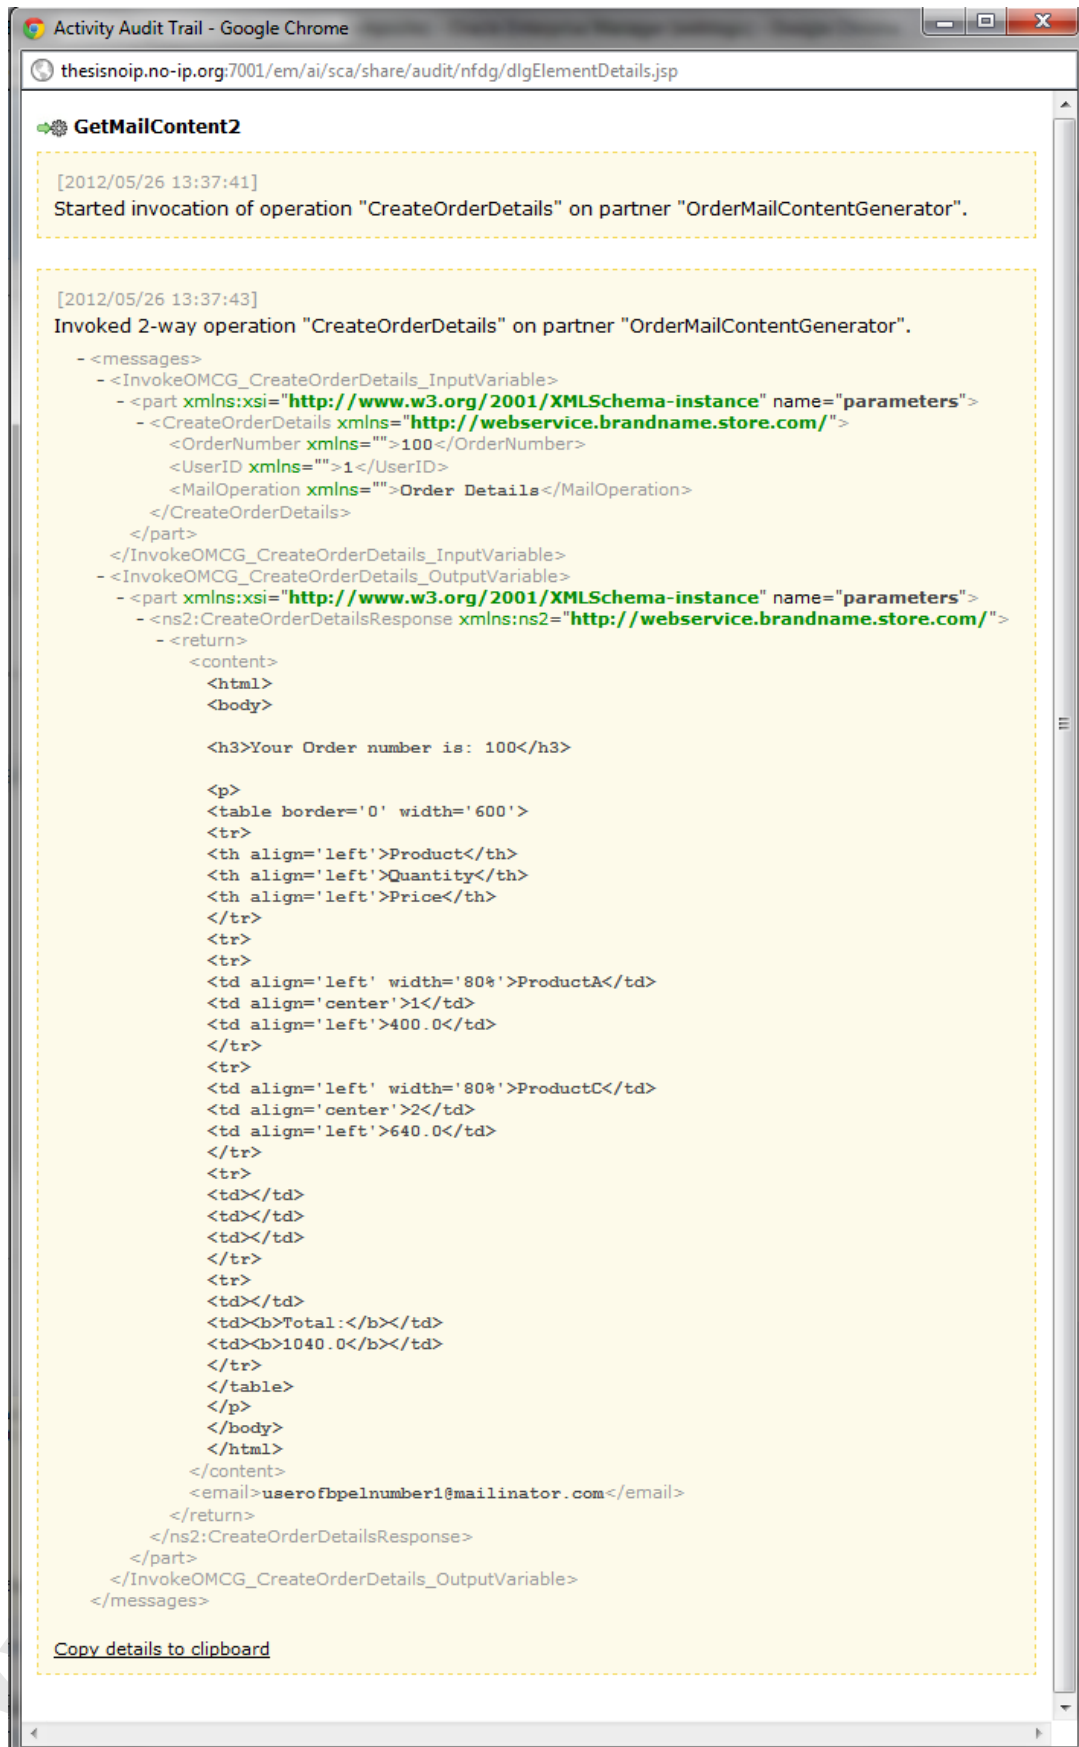 Activity Audit Trail - Google Chrome
thesisnoip.no-ip.org:7001/em/ai/sca/share/audit/nfdg/dlgElementDetails.jsp
GetMailContent2
[2012/05/26 13:37:41]
Started invocation of operation "CreateOrderDetails" on partner "OrderMailContentGenerator".
[2012/05/26 13:37:43]
Invoked 2-way operation "CreateOrderDetails" on partner "OrderMailContentGenerator".
- <messages>
- <InvokeOMCG_CreateOrderDetails_InputVariable>
- <part xmlns:xsi="http://www.w3.org/2001/XMLSchema-instance" name="parameters">
- <CreateOrderDetails xmlns="http://webservice.brandname.store.com/">
<OrderNumber xmlns="">100</OrderNumber>
<UserID xmlns="">1</UserID>
<MailOperation xmlns="">Order Details</MailOperation>
</CreateOrderDetails>
</part>
</InvokeOMCG_CreateOrderDetails_InputVariable>
- <InvokeOMCG_CreateOrderDetails_OutputVariable>
- <part xmlns:xsi="http://www.w3.org/2001/XMLSchema-instance" name="parameters">
- <ns2:CreateOrderDetailsResponse xmlns:ns2="http://webservice.brandname.store.com/">
- <return>
<content>
<html>
<body>
<h3>Your Order number is: 100</h3>
<p>
<table border='0' width='600'>
<tr>
<th align='left'>Product</th>
<th align='left'>Quantity</th>
<th align='left'>Price</th>
</tr>
<tr>
<tr>
<td align='left' width='80%'>ProductA</td>
<td align='center'>1</td>
<td align='left'>400.0</td>
</tr>
<tr>
<td align='left' width='80%'>ProductC</td>
<td align='center'>2</td>
<td align='left'>640.0</td>
</tr>
<tr>
<td></td>
<td></td>
<td></td>
</tr>
<tr>
<td></td>
<td><b>Total:</b></td>
<td><b>1040.0</b></td>
</tr>
</table>
</p>
</body>
</html>
</content>
<email>userofbpelnumber1@mailinator.com</email>
</return>
</ns2:CreateOrderDetailsResponse>
</part>
</InvokeOMCG_CreateOrderDetails_OutputVariable>
</messages>
Copy details to clipboard